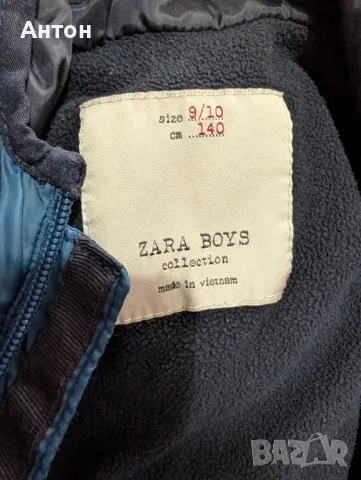 Антон
size 9/10
cm 140
ZARA BOYS
collection
made in vietnam
BAZAR